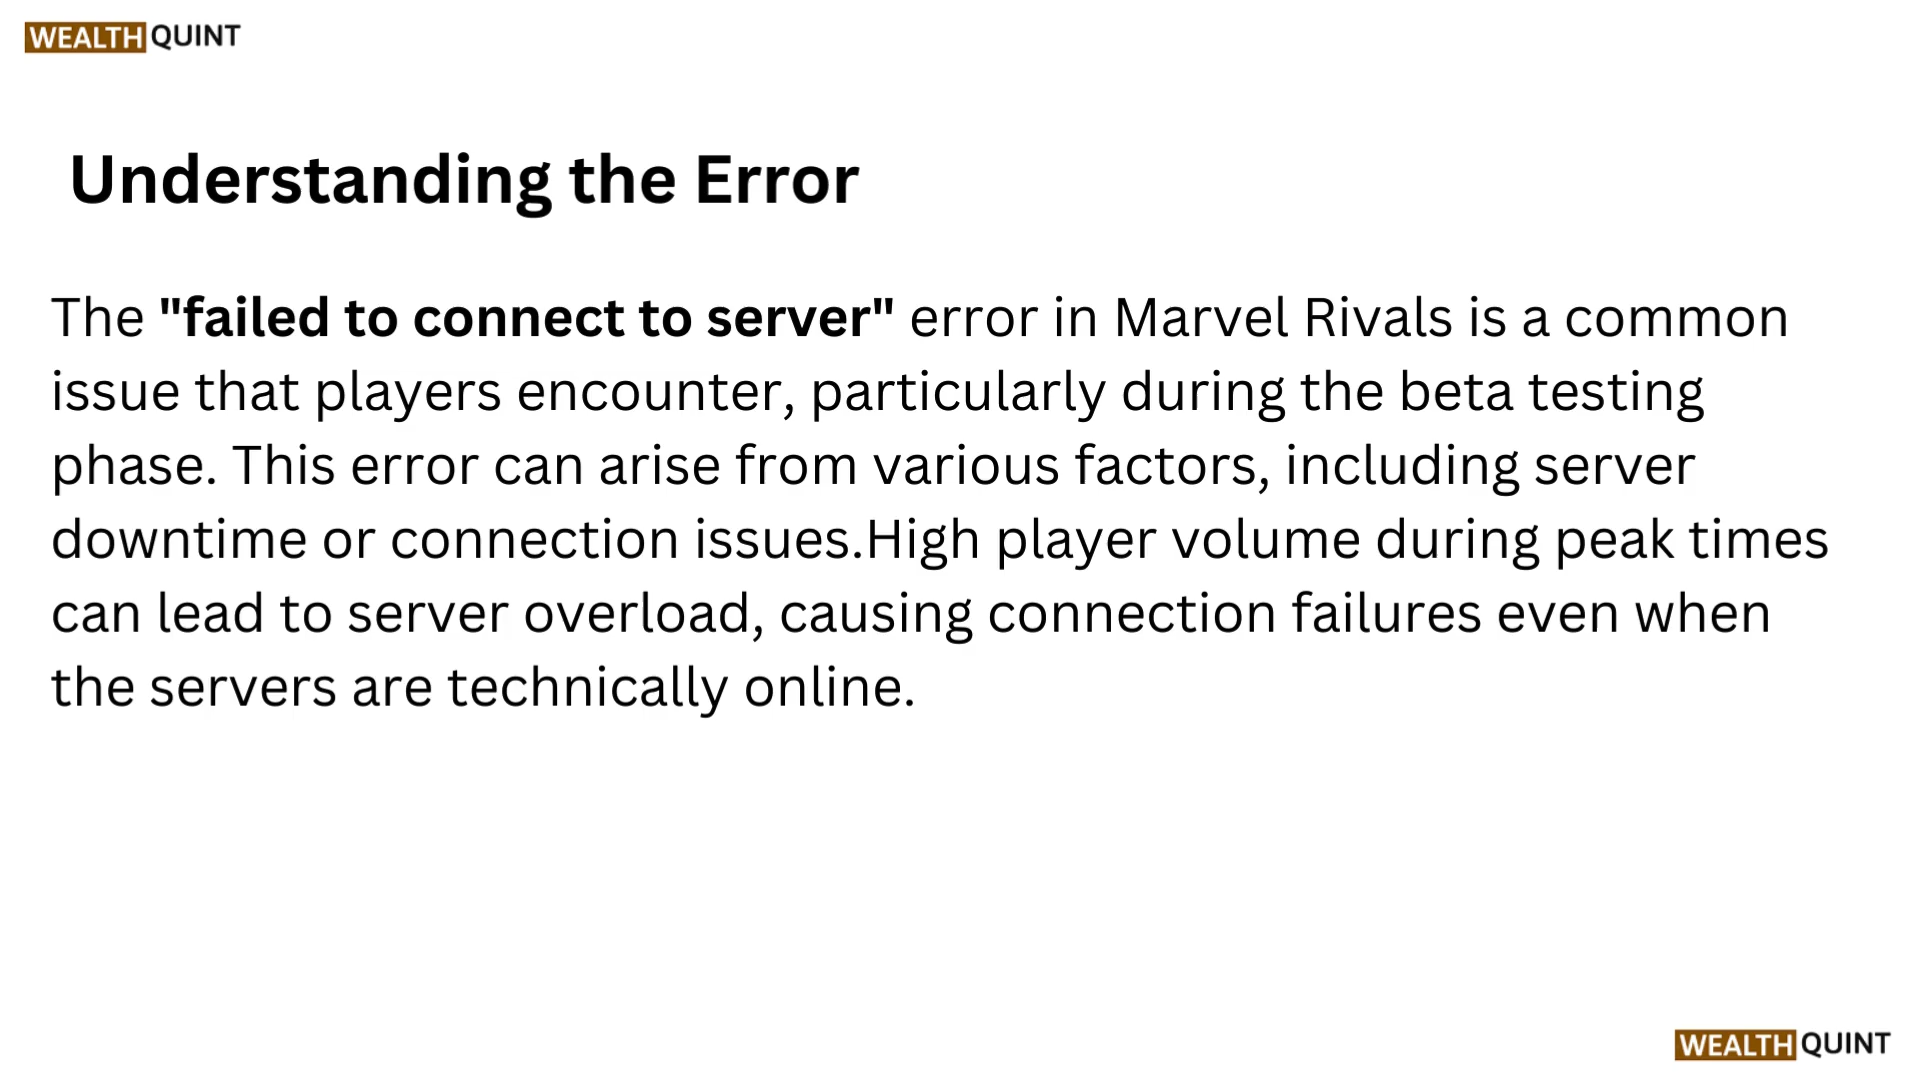 WEALTH QUINT
Understanding the Error
The "failed to connect to server" error in Marvel Rivals is a common
issue that players encounter, particularly during the beta testing
phase. This error can arise from various factors, including server
downtime or connection issues.High player volume during peak times
can lead to server overload, causing connection failures even when
the servers are technically online.
WEALTH QUINT